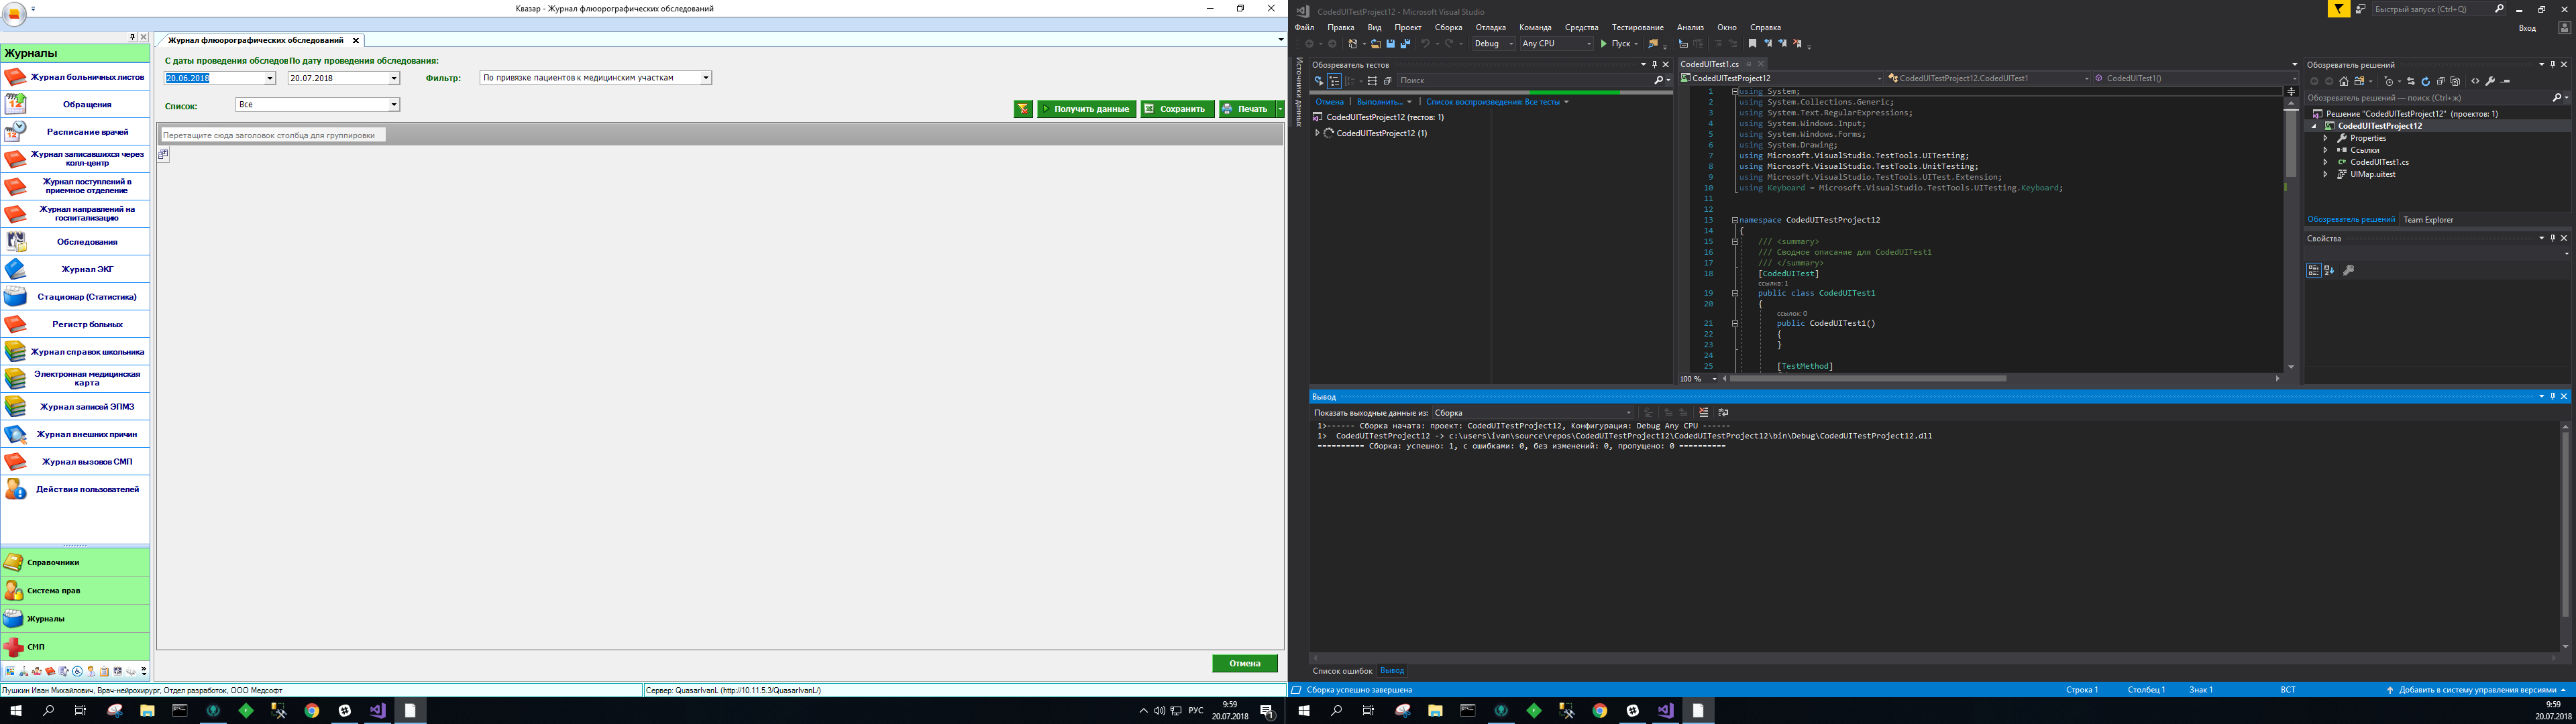 Квазар - Журнал флюорографических обследований
Журналы
Журнал больничных листов
Обращения
Расписание врачей
Журнал записавшихся через колл-центр
Журнал поступлений в приемное отделение
Журнал направлений на госпитализацию
Обследования
Журнал ЭКГ
Стационар (Статистика)
Регистр больных
Журнал справок школьника
Электронная медицинская карта
Журнал записей ЭПМЗ
Журнал внешних причин
Журнал вызовов СМП
Действия пользователей
Справочники
Система прав
Журналы
СМП
Журнал флюорографических обследований
С даты проведения обследов По дату проведения обследования:
20.06.2018
20.07.2018
Фильтр:
По привязке пациентов к медицинским участкам
Список:
Все
Получить данные
Сохранить
Печать
Перетащите сюда заголовок столбца для группировки
Отмена
Лушкин Иван Михайлович, Врач-нейрохирург, Отдел разработок, ООО Медсофт
Сервер: QuasarIvanL (http://10.11.5.3/QuasarIvanL/)
РУС
9:59
20.07.2018
CodedUITestProject12 - Microsoft Visual Studio
Быстрый запуск (Ctrl+Q)
Файл Правка Вид Проект Сборка Отладка Команда Средства Тестирование Анализ Окно Справка
Вход
Debug
Any CPU
Пуск
Источники данных
Обозреватель тестов
Поиск
Отмена | Выполнить... | Список воспроизведения: Все тесты
CodedUITestProject12 (тестов: 1)
CodedUITestProject12 (1)
CodedUITest1.cs
CodedUITestProject12
CodedUITestProject12.CodedUITest1
CodedUITest1()
1 using System;
2 using System.Collections.Generic;
3 using System.Text.RegularExpressions;
4 using System.Windows.Input;
5 using System.Windows.Forms;
6 using System.Drawing;
7 using Microsoft.VisualStudio.TestTools.UITesting;
8 using Microsoft.VisualStudio.TestTools.UnitTesting;
9 using Microsoft.VisualStudio.TestTools.UITest.Extension;
10 using Keyboard = Microsoft.VisualStudio.TestTools.UITesting.Keyboard;
11
12
13 namespace CodedUITestProject12
14 {
15 /// <summary>
16 /// Сводное описание для CodedUITest1
17 /// </summary>
18 [CodedUITest]
ссылка: 1
19 public class CodedUITest1
20 {
ссылок: 0
21 public CodedUITest1()
22 {
23 }
24
25 [TestMethod]
100 %
Обозреватель решений
Обозреватель решений — поиск (Ctrl+ж)
Решение "CodedUITestProject12" (проектов: 1)
CodedUITestProject12
Properties
Ссылки
CodedUITest1.cs
UIMap.uitest
Обозреватель решений Team Explorer
Свойства
Вывод
Показать выходные данные из: Сборка
1>------ Сборка начата: проект: CodedUITestProject12, Конфигурация: Debug Any CPU ------
1> CodedUITestProject12 -> c:\users\ivan\source\repos\CodedUITestProject12\CodedUITestProject12\bin\Debug\CodedUITestProject12.dll
========== Сборка: успешно: 1, с ошибками: 0, без изменений: 0, пропущено: 0 ==========
Список ошибок Вывод
Сборка успешно завершена
Строка 1 Столбец 1 Знак 1 ВСТ
Добавить в систему управления версиями
9:59
20.07.2018